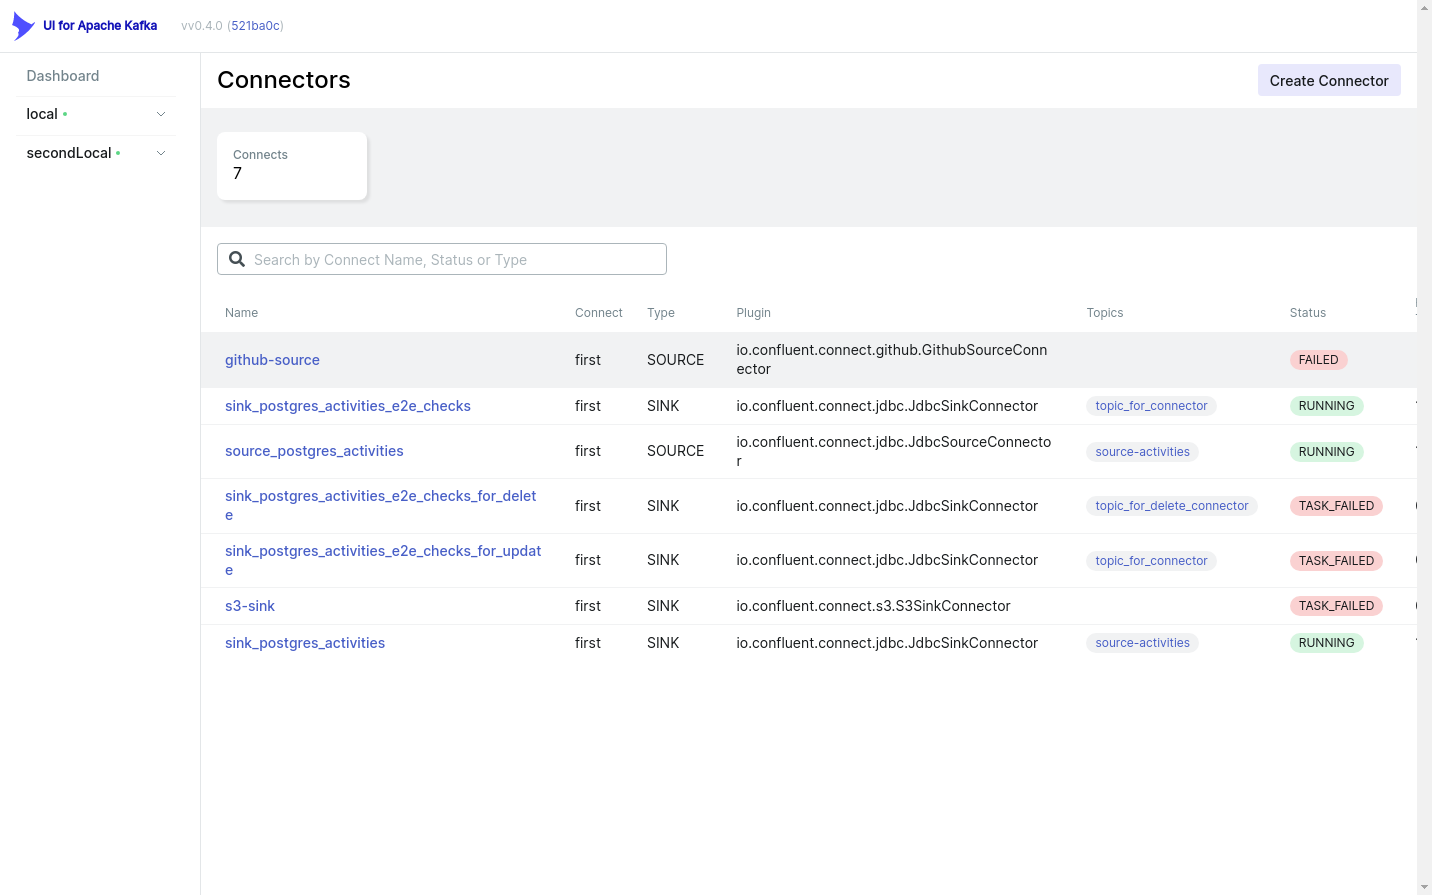 UI for Apache Kafka vv0.4.0 (521ba0c)
Dashboard
local
secondLocal
Connectors
Create Connector
Connects
7
Search by Connect Name, Status or Type
Name Connect Type Plugin Topics Status
github-source first SOURCE io.confluent.connect.github.GithubSourceConn
ector FAILED
sink_postgres_activities_e2e_checks first SINK io.confluent.connect.jdbc.JdbcSinkConnector topic_for_connector RUNNING
source_postgres_activities first SOURCE io.confluent.connect.jdbc.JdbcSourceConnecto
r source-activities RUNNING
sink_postgres_activities_e2e_checks_for_delet
e first SINK io.confluent.connect.jdbc.JdbcSinkConnector topic_for_delete_connector TASK_FAILED
sink_postgres_activities_e2e_checks_for_updat
e first SINK io.confluent.connect.jdbc.JdbcSinkConnector topic_for_connector TASK_FAILED
s3-sink first SINK io.confluent.connect.s3.S3SinkConnector TASK_FAILED
sink_postgres_activities first SINK io.confluent.connect.jdbc.JdbcSinkConnector source-activities RUNNING